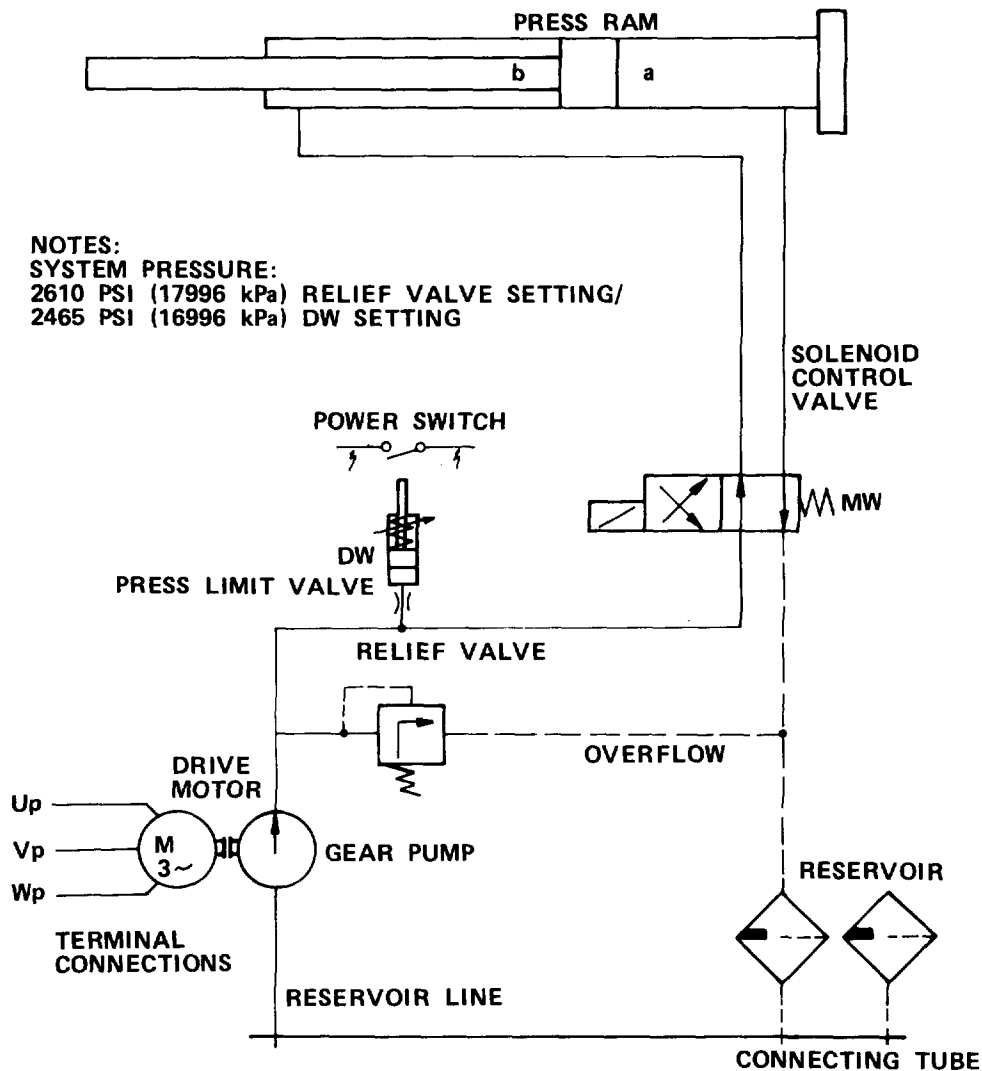 PRESS RAM
b
a
NOTES:
SYSTEM PRESSURE:
2610 PSI (17996 kPa) RELIEF VALVE SETTING/
2465 PSI (16996 kPa) DW SETTING
SOLENOID
CONTROL
VALVE
POWER SWITCH
MW
DW
PRESS LIMIT VALVE
RELIEF VALVE
OVERFLOW
DRIVE
MOTOR
Up
Vp
Wp
M
3~
GEAR PUMP
RESERVOIR
TERMINAL
CONNECTIONS
RESERVOIR LINE
CONNECTING TUBE